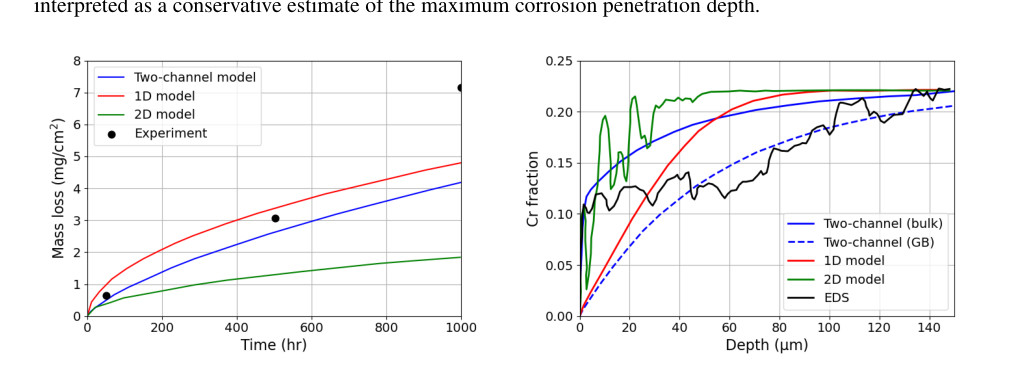 interpreted as a conservative estimate of the maximum corrosion penetration depth.
8
7
6
5
4
3
2
1
0
0 200 400 600 800 1000
Mass loss (mg/cm²)
Time (hr)
Two-channel model
1D model
2D model
Experiment
0.25
0.20
0.15
0.10
0.05
0.00
0 20 40 60 80 100 120 140
Cr fraction
Depth (μm)
Two-channel (bulk)
Two-channel (GB)
1D model
2D model
EDS